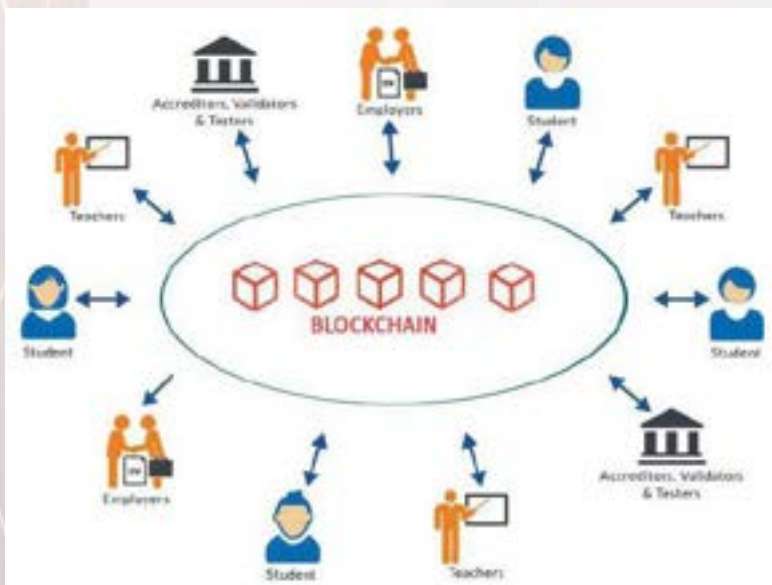 Employers
Accreditors, Validators
& Testers
Student
Teachers
Teachers
BLOCKCHAIN
Student
Student
Employers
Accreditors, Validators
& Testers
Student
Teachers